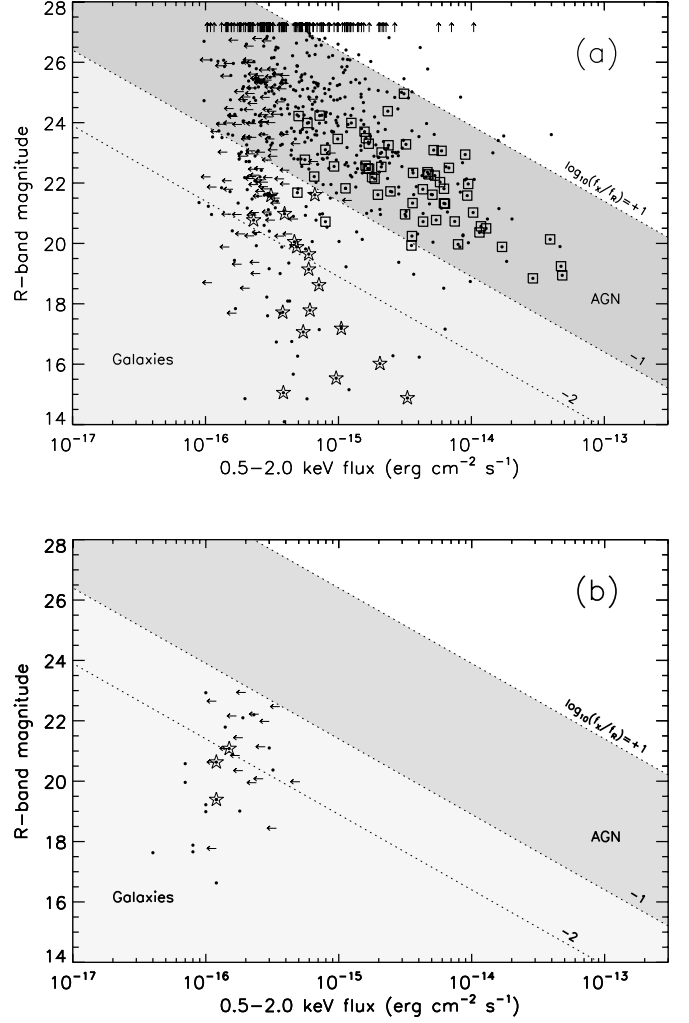 28
26
24
22
20
18
16
14
R-band magnitude
(a)
log₁₀(fₓ/f_R)=+1
AGN
−1
Galaxies
−2
10⁻¹⁷ 10⁻¹⁶ 10⁻¹⁵ 10⁻¹⁴ 10⁻¹³
0.5−2.0 keV flux (erg cm⁻² s⁻¹)
28
26
24
22
20
18
16
14
R-band magnitude
(b)
log₁₀(fₓ/f_R)=+1
AGN
−1
Galaxies
−2
10⁻¹⁷ 10⁻¹⁶ 10⁻¹⁵ 10⁻¹⁴ 10⁻¹³
0.5−2.0 keV flux (erg cm⁻² s⁻¹)